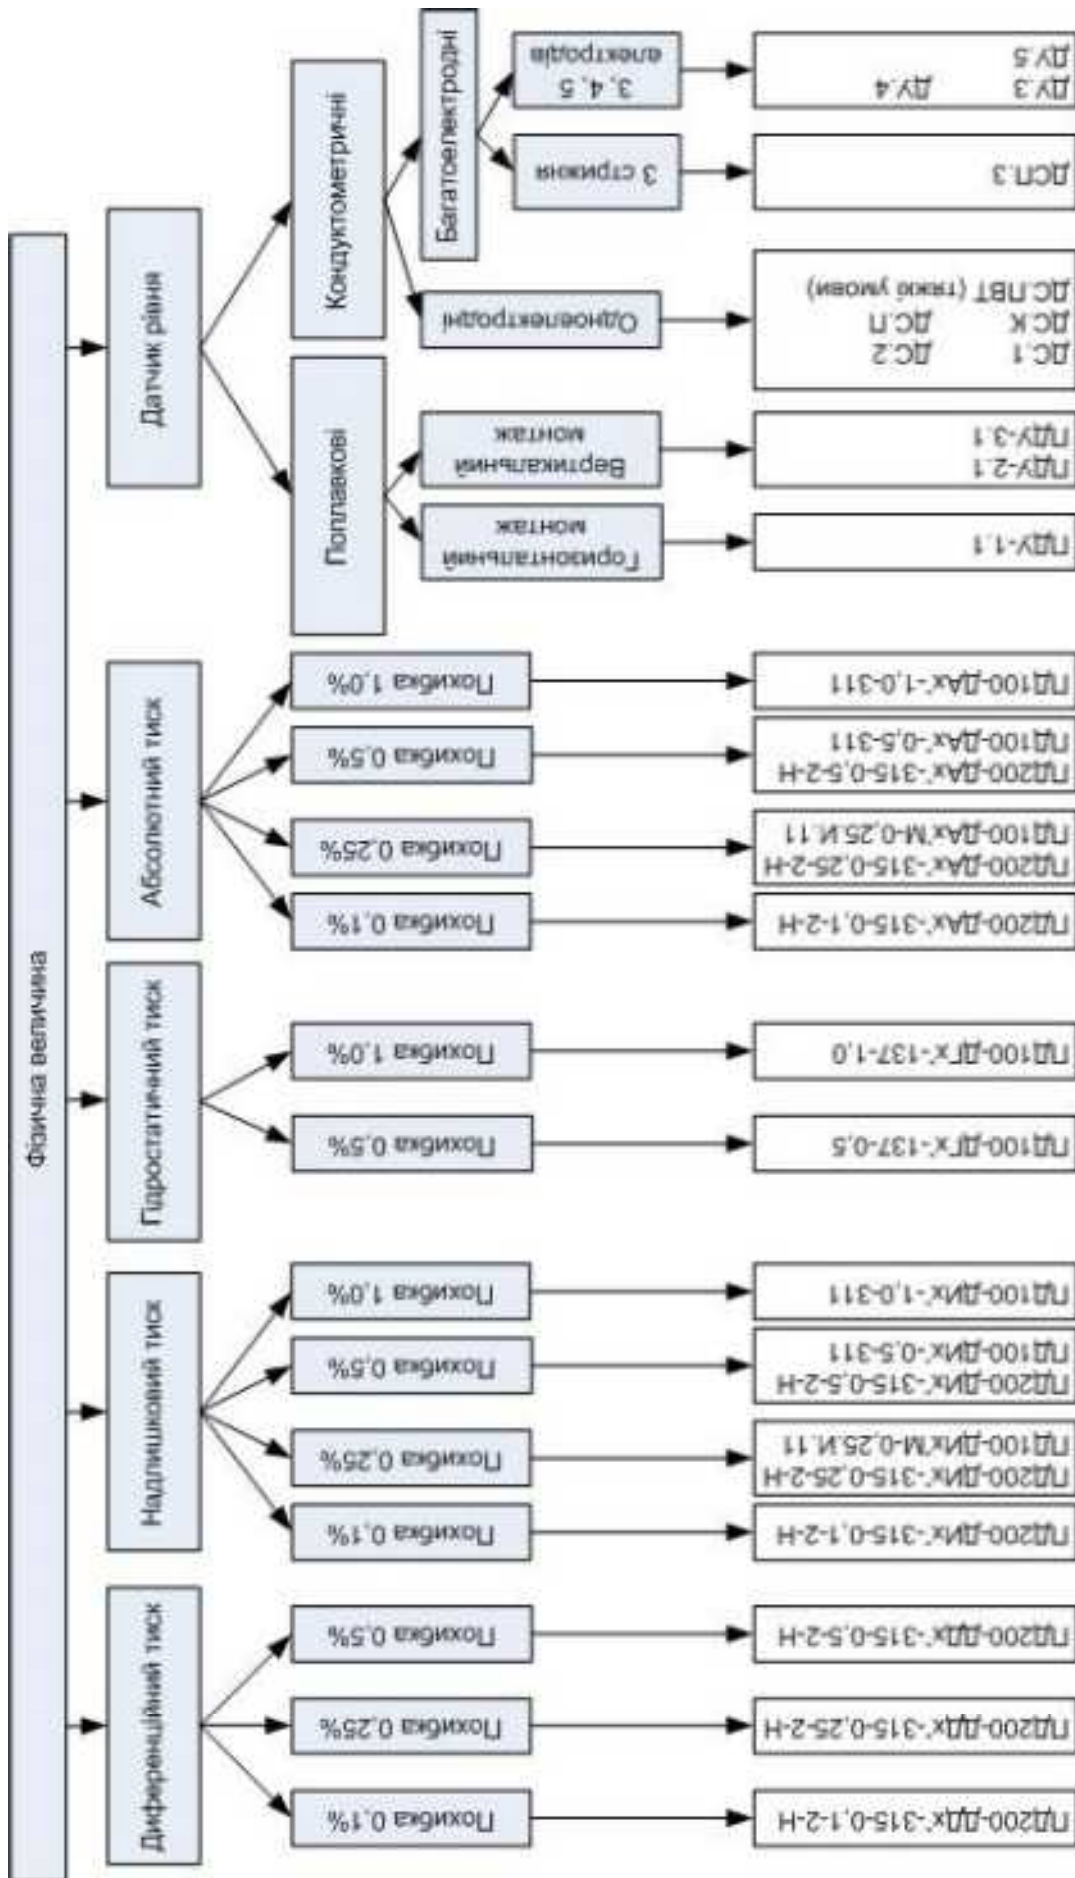 Фізична величина
Диференційний тиск
Похибка 0,1%
ПД200-ДДх*-315-0,1-2-Н
Похибка 0,25%
ПД200-ДДх*-315-0,25-2-Н
Похибка 0,5%
ПД200-ДДх*-315-0,5-2-Н
Надлишковий тиск
Похибка 0,1%
ПД200-ДИх*-315-0,1-2-Н
Похибка 0,25%
ПД200-ДИх*-315-0,25-2-Н
ПД100-ДИх*М-0,25.И.11
Похибка 0,5%
ПД200-ДИх*-315-0,5-2-Н
ПД100-ДИх*-0,5-311
Похибка 1,0%
ПД100-ДИх*-1,0-311
Гідростатичний тиск
Похибка 0,5%
ПД100-ДГх*-137-0,5
Похибка 1,0%
ПД100-ДГх*-137-1,0
Абсолютний тиск
Похибка 0,1%
ПД200-ДАх*-315-0,1-2-Н
Похибка 0,25%
ПД200-ДАх*-315-0,25-2-Н
ПД100-ДАх*М-0,25.И.11
Похибка 0,5%
ПД200-ДАх*-315-0,5-2-Н
ПД100-ДАх*-0,5-311
Похибка 1,0%
ПД100-ДАх*-1,0-311
Датчик рівня
Поплавкові
Горизонтальний
монтаж
ПДУ-1.1
Вертикальний
монтаж
ПДУ-2.1
ПДУ-3.1
Кондуктометричні
Одноелектродні
ДС.1 ДС.2
ДС.К ДС.П
ДС.ПВТ (тяжкі умови)
Багатоелектродні
3 стрижня
ДСП.3
3, 4, 5
електродів
ДУ.3 ДУ.4
ДУ.5